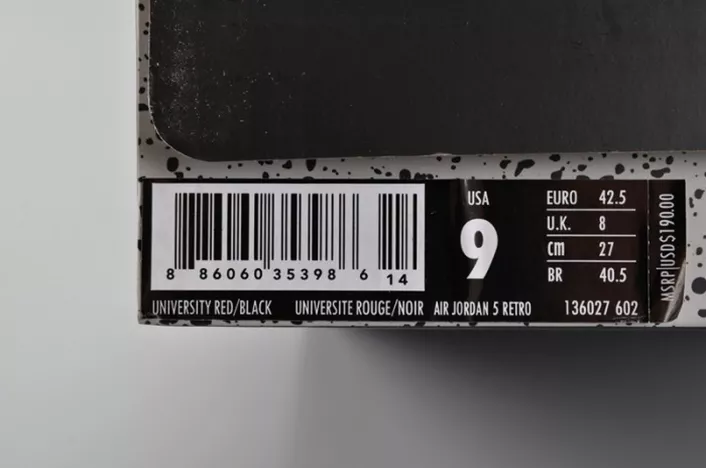 USA
9
EURO 42.5
U.K. 8
cm 27
BR 40.5
MSRP|USD$190.00
8 86060 35398 6 14
UNIVERSITY RED/BLACK UNIVERSITE ROUGE/NOIR AIR JORDAN 5 RETRO 136027 602